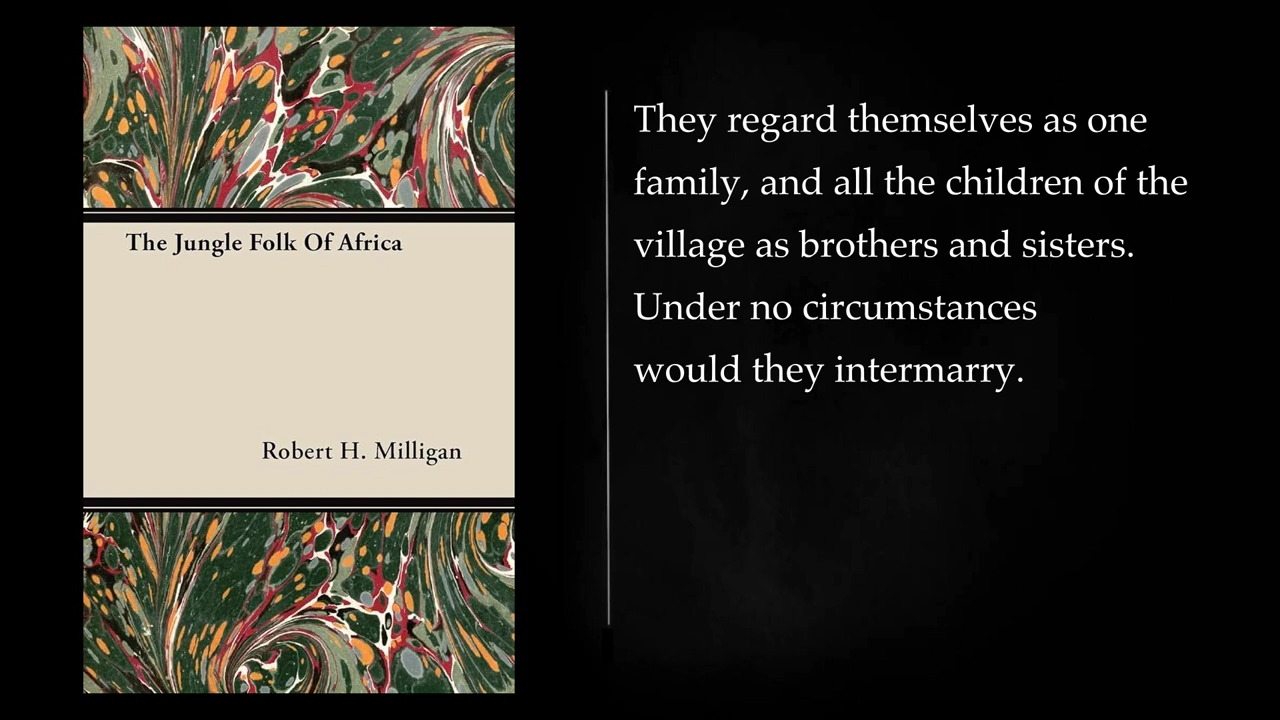 The Jungle Folk Of Africa
Robert H. Milligan
They regard themselves as one
family, and all the children of the
village as brothers and sisters.
Under no circumstances
would they intermarry.